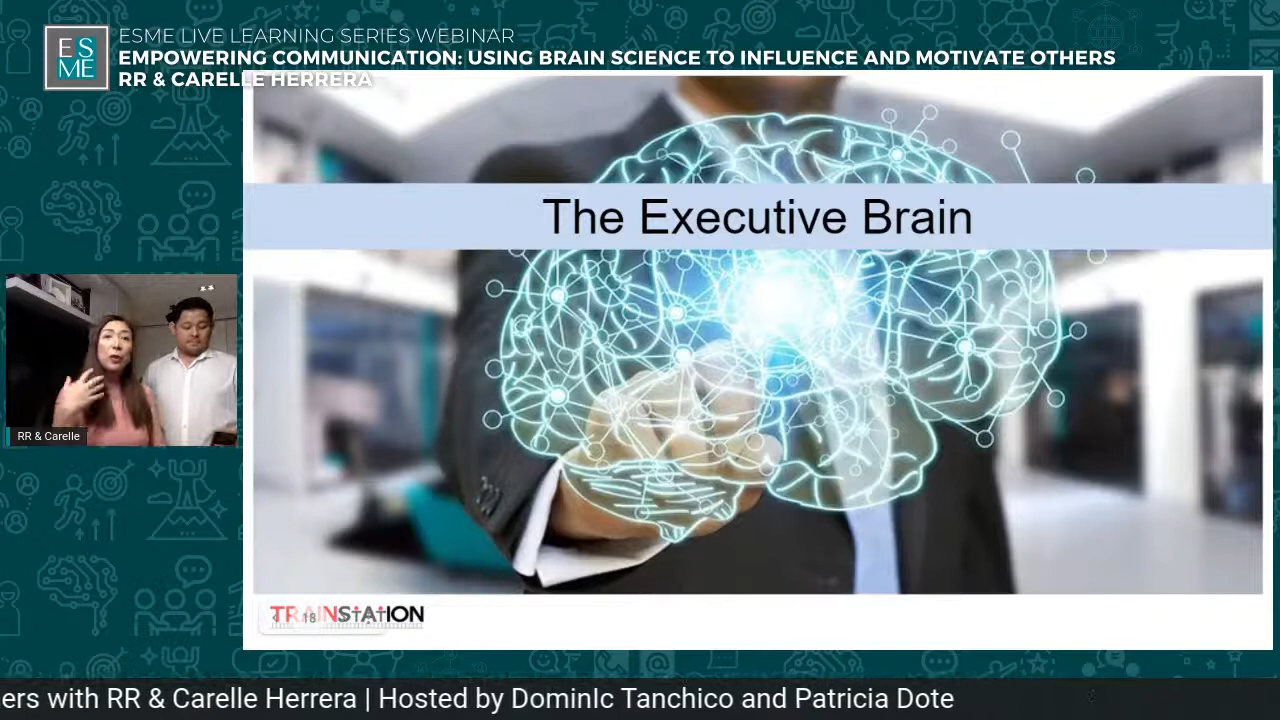 ES
ME
ESME LIVE LEARNING SERIES WEBINAR
EMPOWERING COMMUNICATION: USING BRAIN SCIENCE TO INFLUENCE AND MOTIVATE OTHERS
RR & CARELLE HERRERA
The Executive Brain
RR & Carelle
TRAINSTATION
18
ers with RR & Carelle Herrera | Hosted by DominIc Tanchico and Patricia Dote